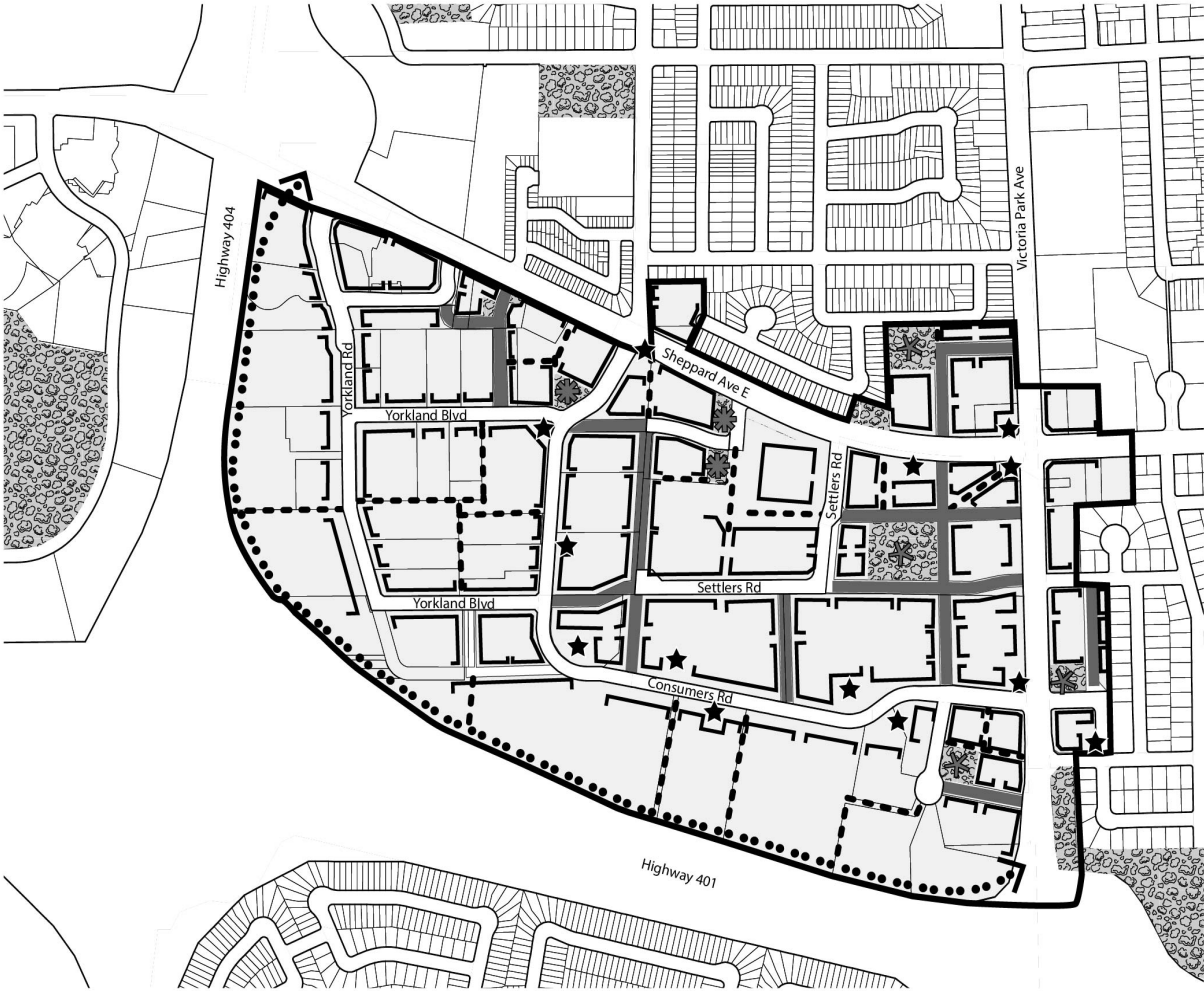 Victoria Park Ave
Highway 404
Sheppard Ave E
Yorkland Rd
Yorkland Blvd
Settlers Rd
Settlers Rd
Yorkland Blvd
Consumers Rd
Highway 401